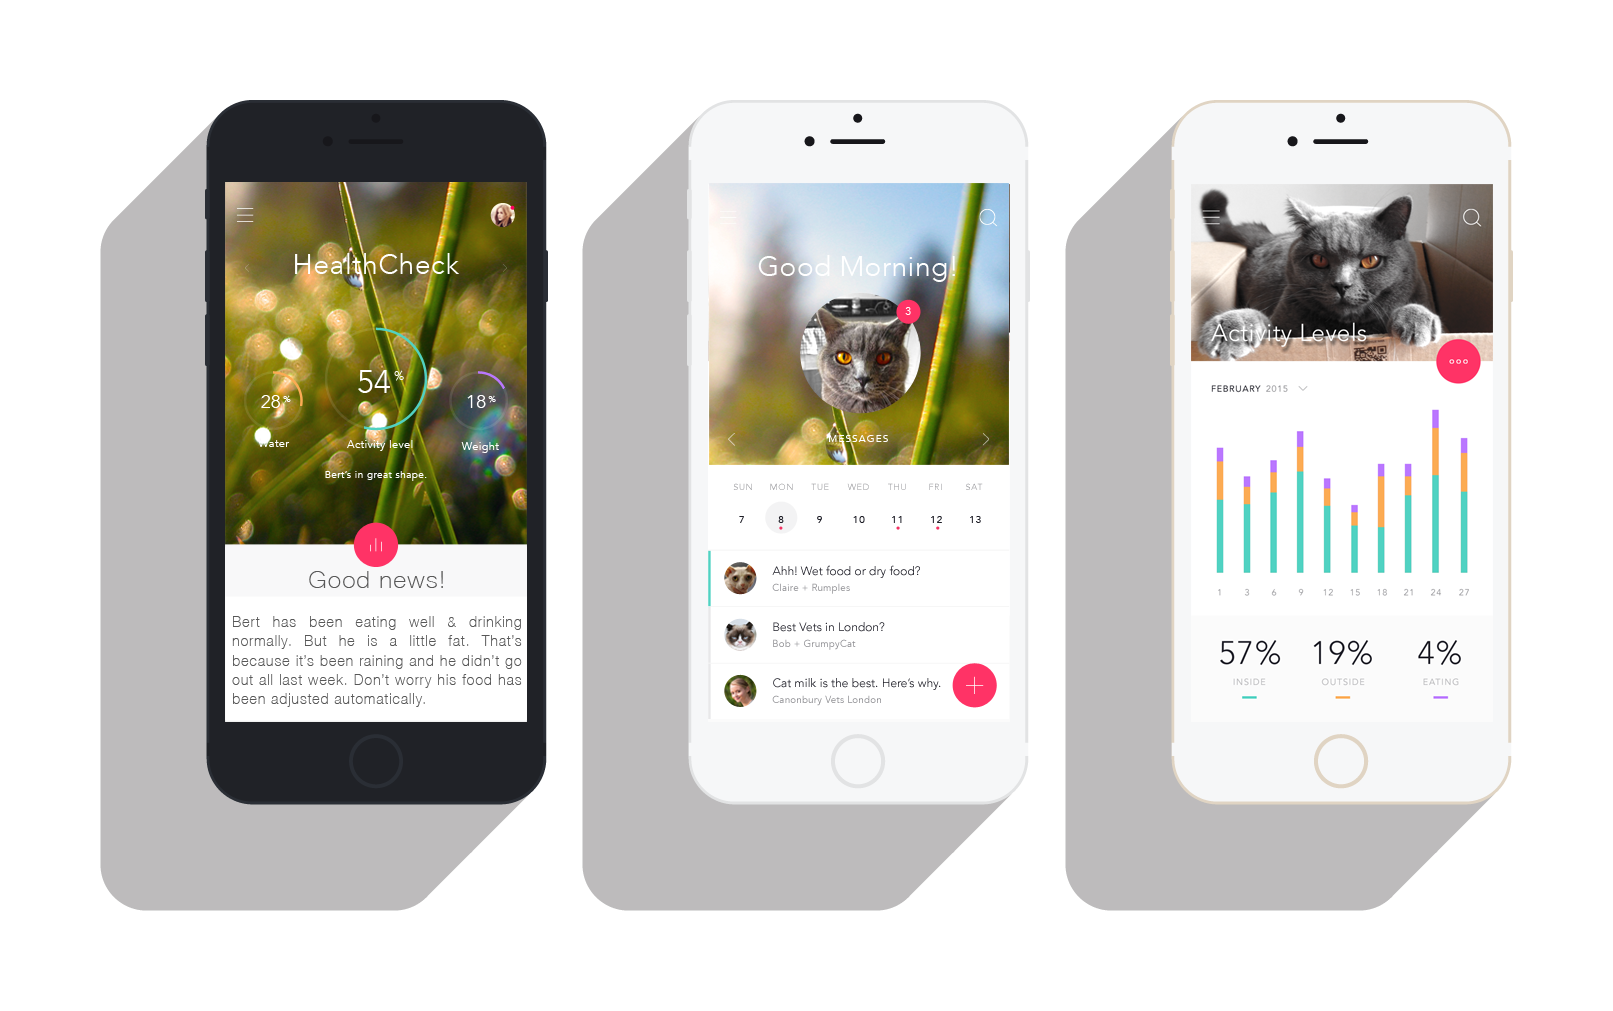 HealthCheck
54%
28%
18%
Water
Activity level
Weight
Bert's in great shape.
Good news!
Bert has been eating well & drinking
normally. But he is a little fat. That's
because it's been raining and he didn't go
out all last week. Don't worry his food has
been adjusted automatically.
Good Morning!
3
MESSAGES
SUN MON TUE WED THU FRI SAT
7 8 9 10 11 12 13
Ahh! Wet food or dry food?
Claire + Rumples
Best Vets in London?
Bob + GrumpyCat
Cat milk is the best. Here's why.
Canonbury Vets London
Activity Levels
FEBRUARY 2015
1 3 6 9 12 15 18 21 24 27
57% 19% 4%
INSIDE OUTSIDE EATING